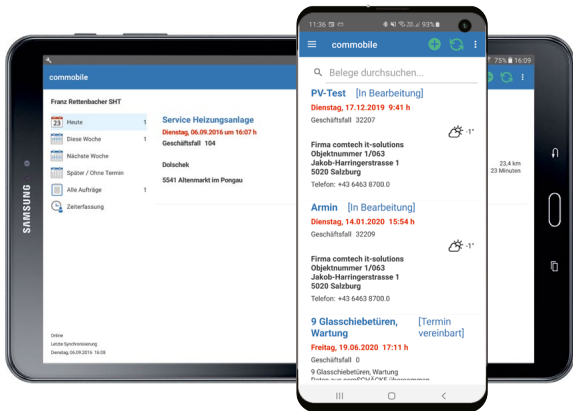 SAMSUNG
75% 16:09
commobile
Franz Rettenbacher SHT
23 Heute 1
Diese Woche 1
Nächste Woche
Später / Ohne Termin
Alle Aufträge 1
Zeiterfassung
Service Heizungsanlage
Dienstag, 06.09.2016 um 16:07 h
Geschäftsfall 104
Dolschek
5541 Altenmarkt im Pongau
23,4 km
23 Minuten
Online
Letzte Synchronisierung
Dienstag, 06.09.2016 16:08
11:36 93%
commobile
Belege durchsuchen...
PV-Test [In Bearbeitung]
Dienstag, 17.12.2019 9:41 h
Geschäftsfall 32207
-1°
Firma comtech it-solutions
Objektnummer 1/063
Jakob-Harringerstrasse 1
5020 Salzburg
Telefon: +43 6463 8700.0
Armin [In Bearbeitung]
Dienstag, 14.01.2020 15:54 h
Geschäftsfall 32209
-1°
Firma comtech it-solutions
Objektnummer 1/063
Jakob-Harringerstrasse 1
5020 Salzburg
Telefon: +43 6463 8700.0
9 Glasschiebetüren, [Termin
Wartung vereinbart]
Freitag, 19.06.2020 17:11 h
Geschäftsfall 0
9 Glasschiebetüren, Wartung